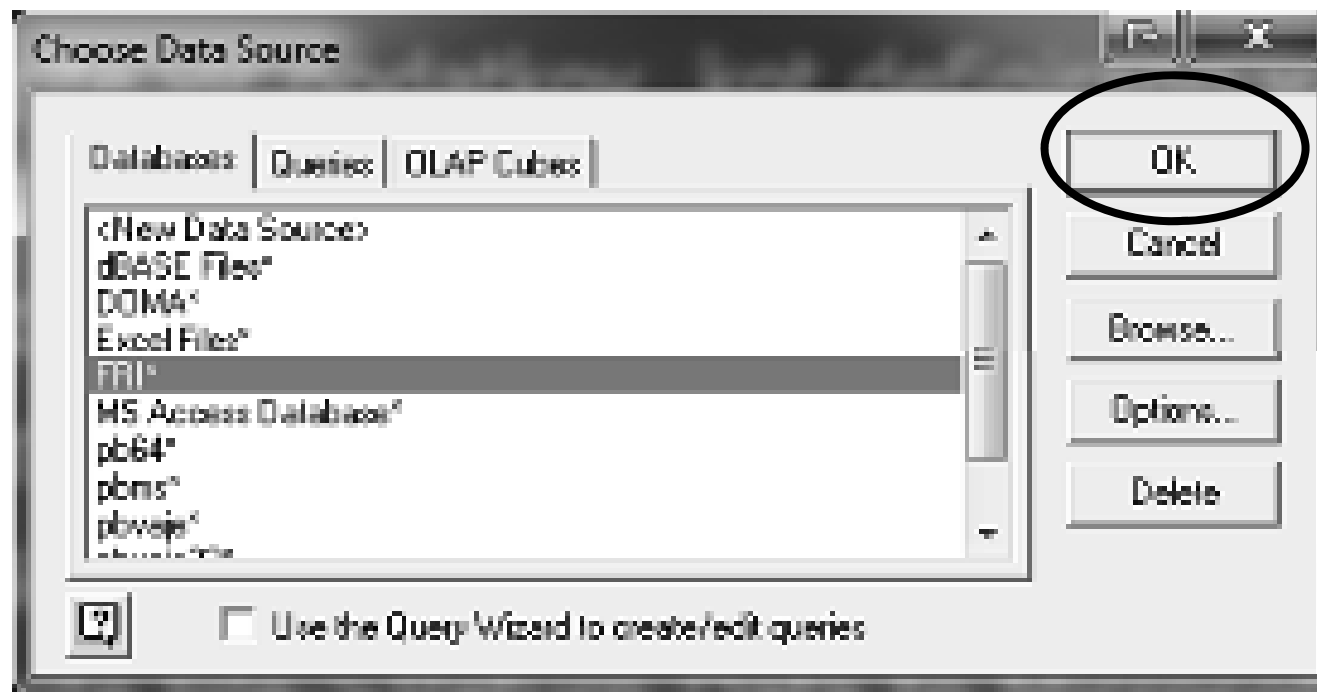 Choose Data Source
Databases Queries OLAP Cubes
OK
<New Data Source>
dBASE Files*
DOMA*
Excel Files*
FRI*
MS Access Database*
pb64*
pbms*
pbvaje*
Cancel
Browse...
Options...
Delete
Use the Query Wizard to create/edit queries